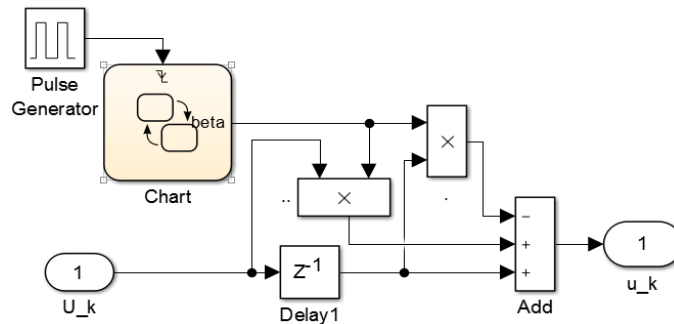 Pulse
Generator
beta
Chart
×
×
..
.
−
+
+
1
U_k
z-1
Delay1
Add
1
u_k